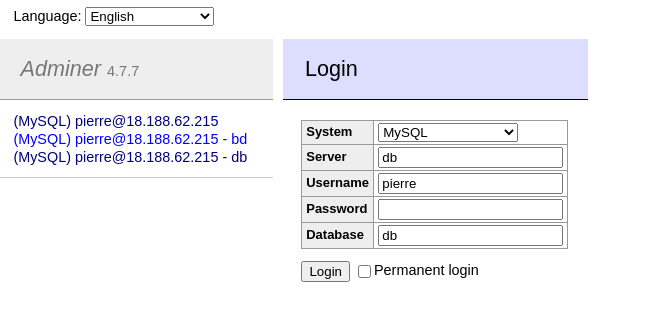 Language: English
Adminer 4.7.7
Login
(MySQL) pierre@18.188.62.215
(MySQL) pierre@18.188.62.215 - bd
(MySQL) pierre@18.188.62.215 - db
System MySQL
Server db
Username pierre
Password
Database db
Login Permanent login